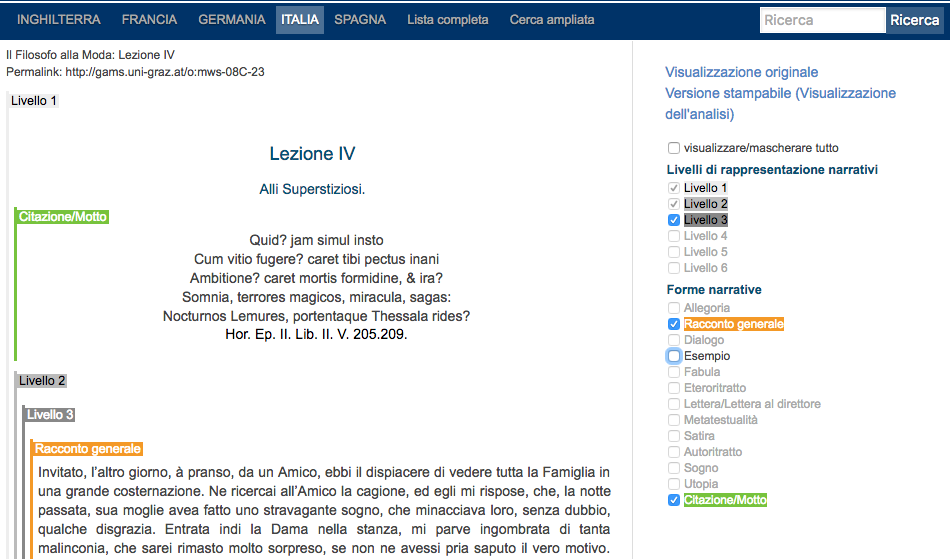 INGHILTERRA FRANCIA GERMANIA ITALIA SPAGNA Lista completa Cerca ampliata Ricerca Ricerca
Il Filosofo alla Moda: Lezione IV
Permalink: http://gams.uni-graz.at/o:mws-08C-23
Livello 1
Lezione IV
Alli Superstiziosi.
Citazione/Motto
Quid? jam simul insto
Cum vitio fugere? caret tibi pectus inani
Ambitione? caret mortis formidine, & ira?
Somnia, terrores magicos, miracula, sagas:
Nocturnos Lemures, portentaque Thessala rides?
Hor. Ep. II. Lib. II. V. 205.209.
Livello 2
Livello 3
Racconto generale
Invitato, l'altro giorno, à pranso, da un Amico, ebbi il dispiacere di vedere tutta la Famiglia in
una grande costernazione. Ne ricercai all'Amico la cagione, ed egli mi rispose, che, la notte
passata, sua moglie avea fatto uno stravagante sogno, che minacciava loro, senza dubbio,
qualche disgrazia. Entrata indi la Dama nella stanza, mi parve ingombrata di tanta
malinconia, che sarei rimasto molto sorpreso, se non ne avessi pria saputo il vero motivo.
Visualizzazione originale
Versione stampabile (Visualizzazione
dell'analisi)
visualizzare/mascherare tutto
Livelli di rappresentazione narrativi
Livello 1
Livello 2
Livello 3
Livello 4
Livello 5
Livello 6
Forme narrative
Allegoria
Racconto generale
Dialogo
Esempio
Fabula
Eteroritratto
Lettera/Lettera al direttore
Metatestualità
Satira
Autoritratto
Sogno
Utopia
Citazione/Motto